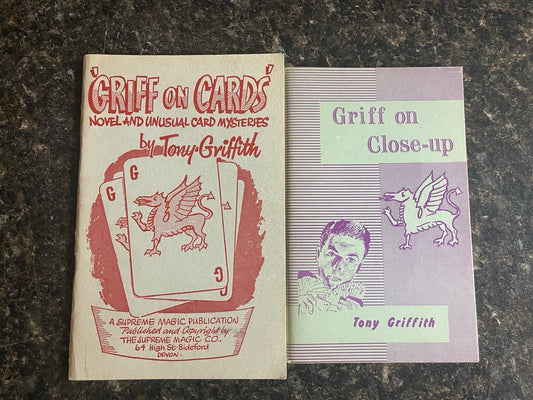 'GRIFF ON CARDS'
NOVEL AND UNUSUAL CARD MYSTERIES
by Tony Griffith
G
G
G
A SUPREME MAGIC PUBLICATION
Published and Copyright by
THE SUPREME MAGIC CO.,
64 High St. Bideford
DEVON.
Griff on
Close-up
Tony Griffith